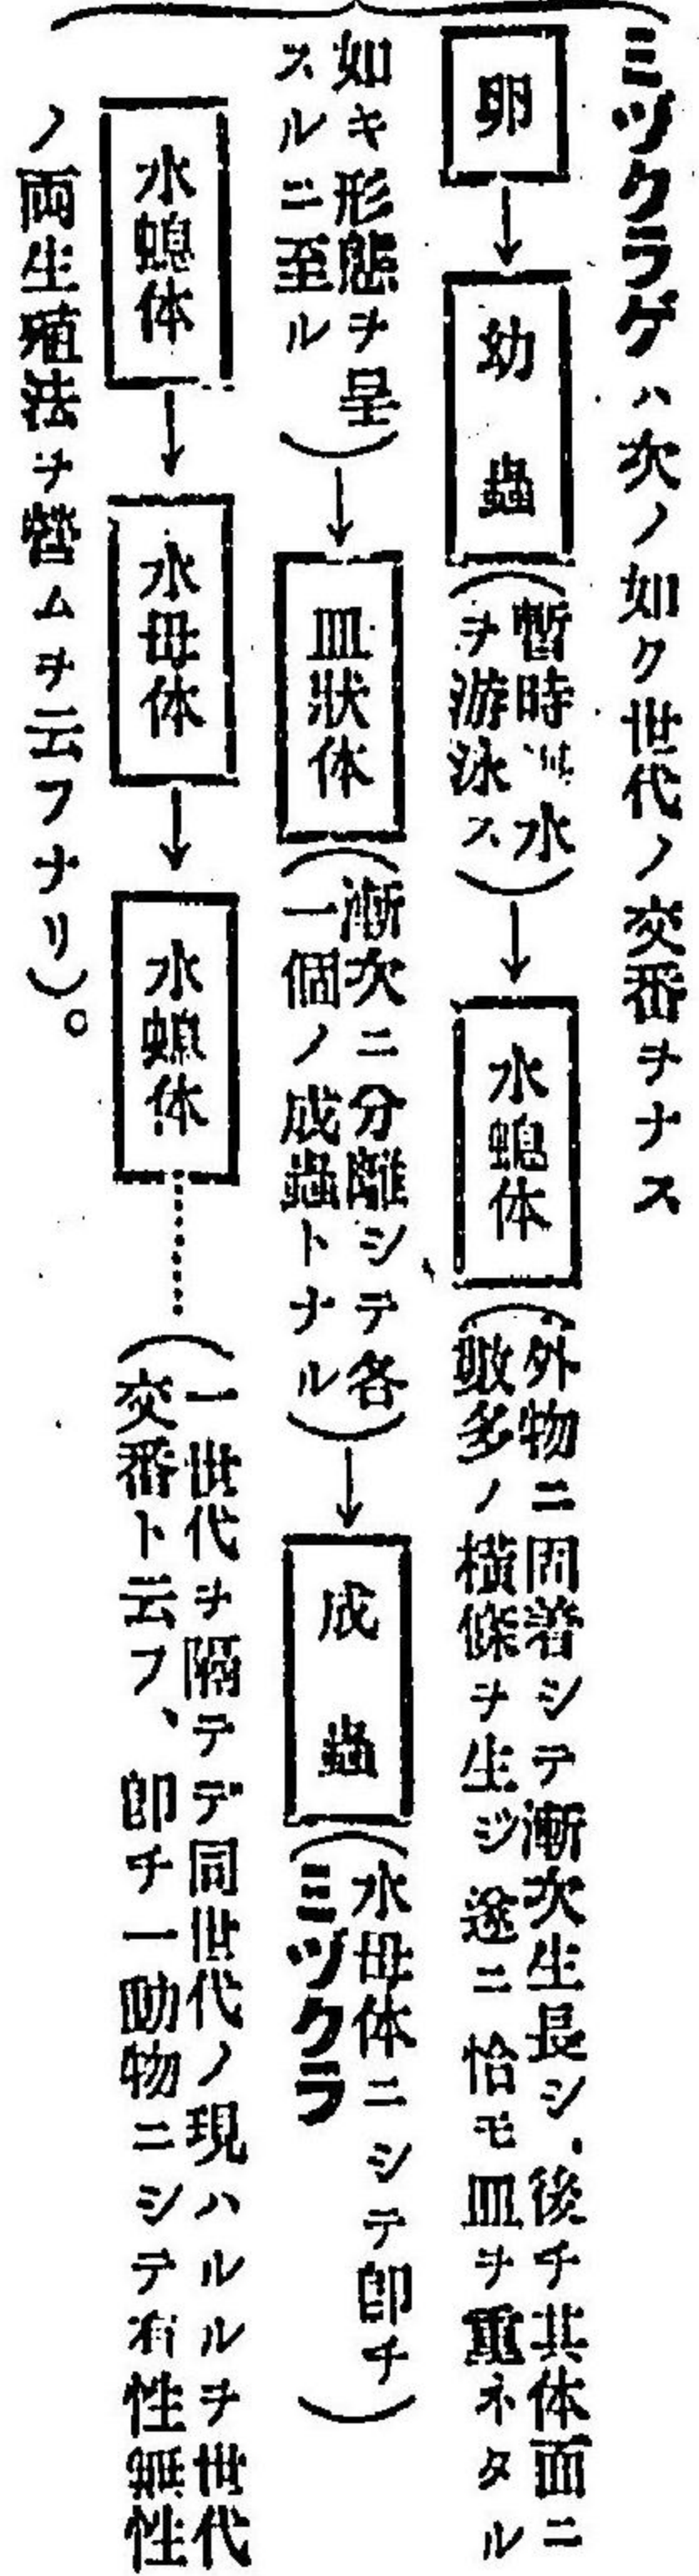 ミヅクラゲハ次ノ如ク世代ノ交番ヲナス
卵
↓
幼蟲
(暫時 水
ヲ游泳ス)
↓
水螅体
(外物ニ固着シテ漸次生長シ、後チ其体面ニ
数多ノ横條ヲ生ジ遂ニ恰モ皿ヲ重ネタル
如キ形態ヲ呈
スルニ至ル)
↓
皿狀体
(漸次ニ分離シテ各
一個ノ成蟲トナル)
↓
成蟲
(水母体ニシテ即チ
ミヅクラ)
水螅体
↓
水母体
↓
水螅体
……
(一世代ヲ隔テデ同世代ノ現ハルルヲ世代
交番ト云フ、即チ一動物ニシテ有性無性
ノ両生殖法ヲ營ムヲ云フナリ)。